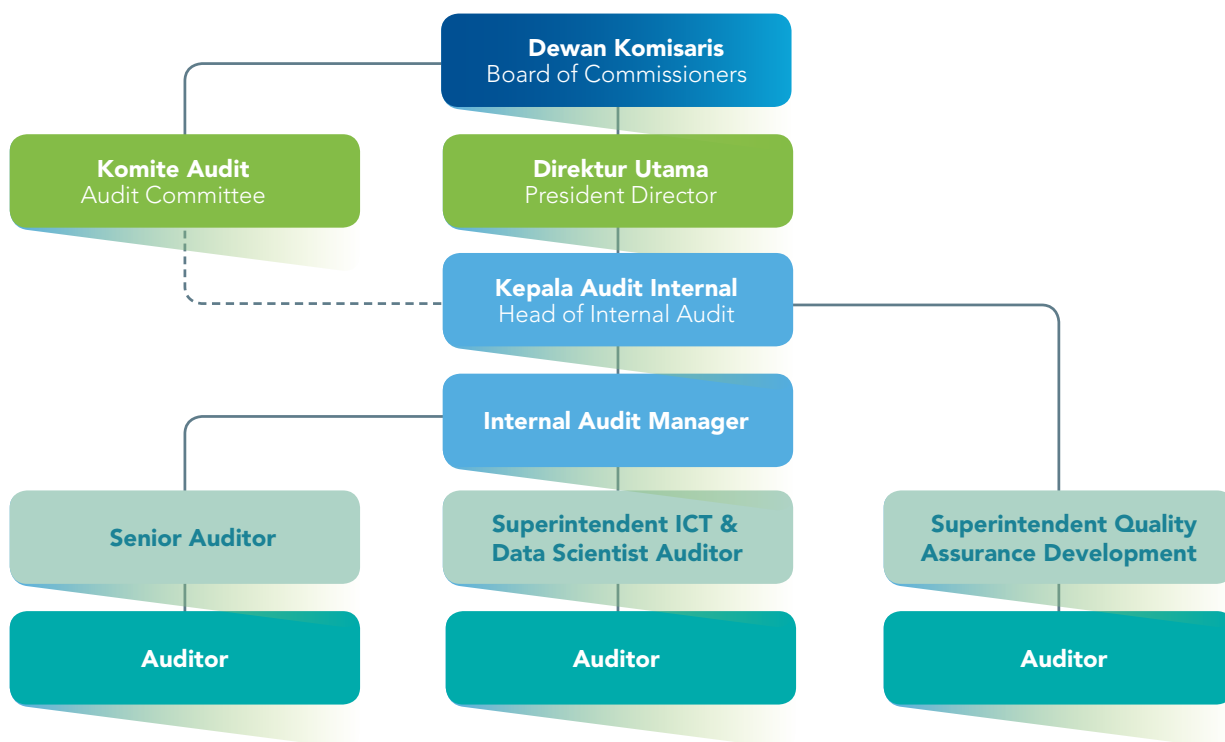 Dewan Komisaris
Board of Commissioners
Komite Audit
Audit Committee
Direktur Utama
President Director
Kepala Audit Internal
Head of Internal Audit
Internal Audit Manager
Senior Auditor
Superintendent ICT &
Data Scientist Auditor
Superintendent Quality
Assurance Development
Auditor
Auditor
Auditor